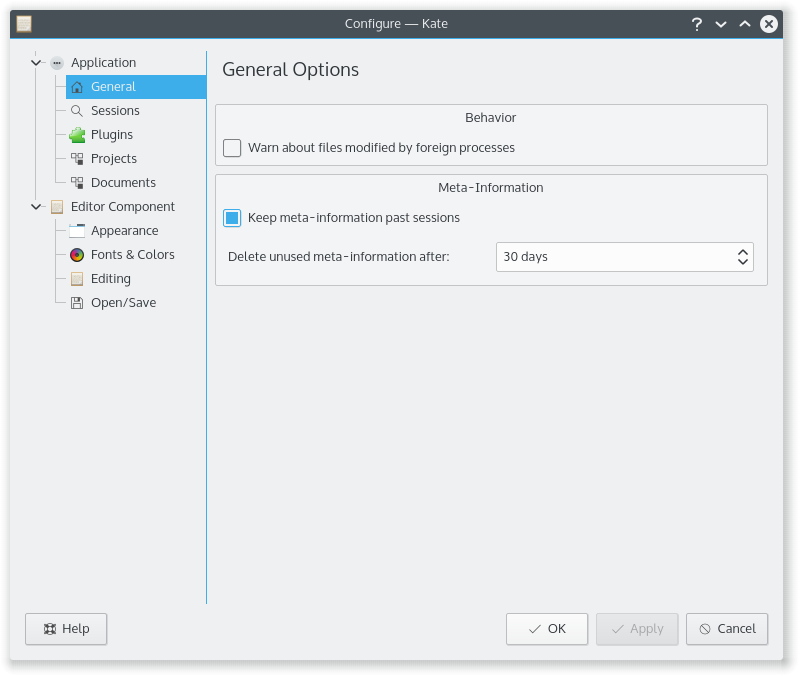 Configure — Kate
Application
General
Sessions
Plugins
Projects
Documents
Editor Component
Appearance
Fonts & Colors
Editing
Open/Save
General Options
Behavior
Warn about files modified by foreign processes
Meta-Information
Keep meta-information past sessions
Delete unused meta-information after: 30 days
Help OK Apply Cancel